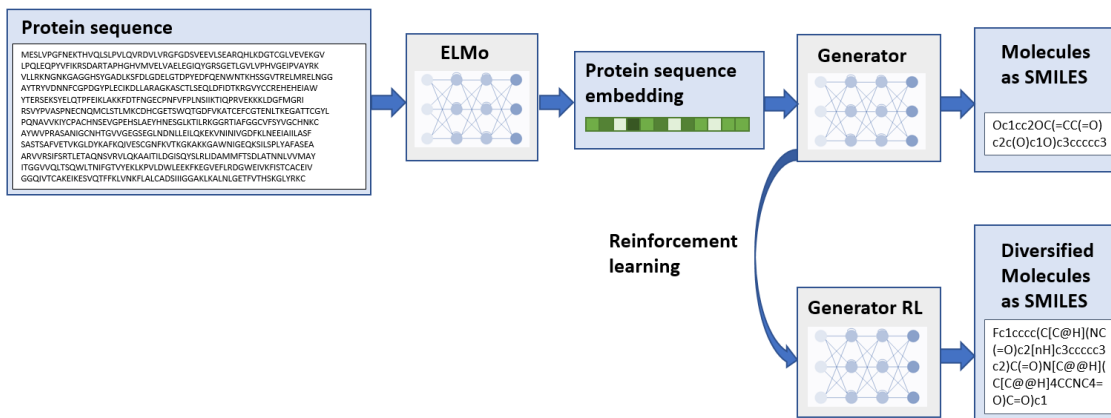 Protein sequence
MESLVPGFNEKTHVQLSLPVLQVRDVLVRGFGDSVEEVLSEARQHLKDGTCGLVEVEKGV
LPQLEQPYVFIKRSDARTAPHGHVMVELVAELEGIQYGRSGETLGVLVPHVGEIPVAYRK
VLLRKNGNKGAGGHSYGADLKSFDLGDELGTDPYEDFQENWNTKHSSGVTRELMRELNGG
AYTRYVDNNFCGPDGYPLECIKDLLARAGKASCTLSEQLDFIDTKRGVYCCREHEHEIAW
YTERSEKSYELQTPFEIKLAKKFDTFNGECPNFVFPLNSIIKTIQPRVEKKKLDGFMGRI
RSVYPVASPNECNQMCLSTLMKCDHCGETSWQTGDFVKATCEFCGTENLTKEGATTCGYL
PQNAVVKIYCPACHNSEVGPEHSLAEYHNESGLKTILRKGGRTIAFGGCVFSYVGCHNKC
AYWVPRASANIGCNHTGVVGEGSEGLNDNLLEILQKEKVNINIVGDFKLNEEIAIILASF
SASTSAFVETVKGLDYKAFKQIVESCGNFKVTKGKAKKGAWNIGEQKSILSPLYAFASEA
ARVVRSIFSRTLETAQNSVRVLQKAAITILDGISQYSLRLIDAMMFTSDLATNNLVVMAY
ITGGVVQLTSQWLTNIFGTVYEKLKPVLDWLEEKFKEGVEFLRDGWEIVKFISTCACEIV
GGQIVTCAKEIKESVQTFFKLVNKFLALCADSIIIGGAKLKALNLGETFVTHSKGLYRKC
ELMo
Protein sequence
embedding
Generator
Molecules
as SMILES
Oc1cc2OC(=CC(=O)
c2c(O)c1O)c3ccccc3
Reinforcement
learning
Generator RL
Diversified
Molecules
as SMILES
Fc1cccc(C[C@H](NC
(=O)c2[nH]c3ccccc3
c2)C(=O)N[C@@H](
C[C@@H]4CCNC4=
O)C=O)c1